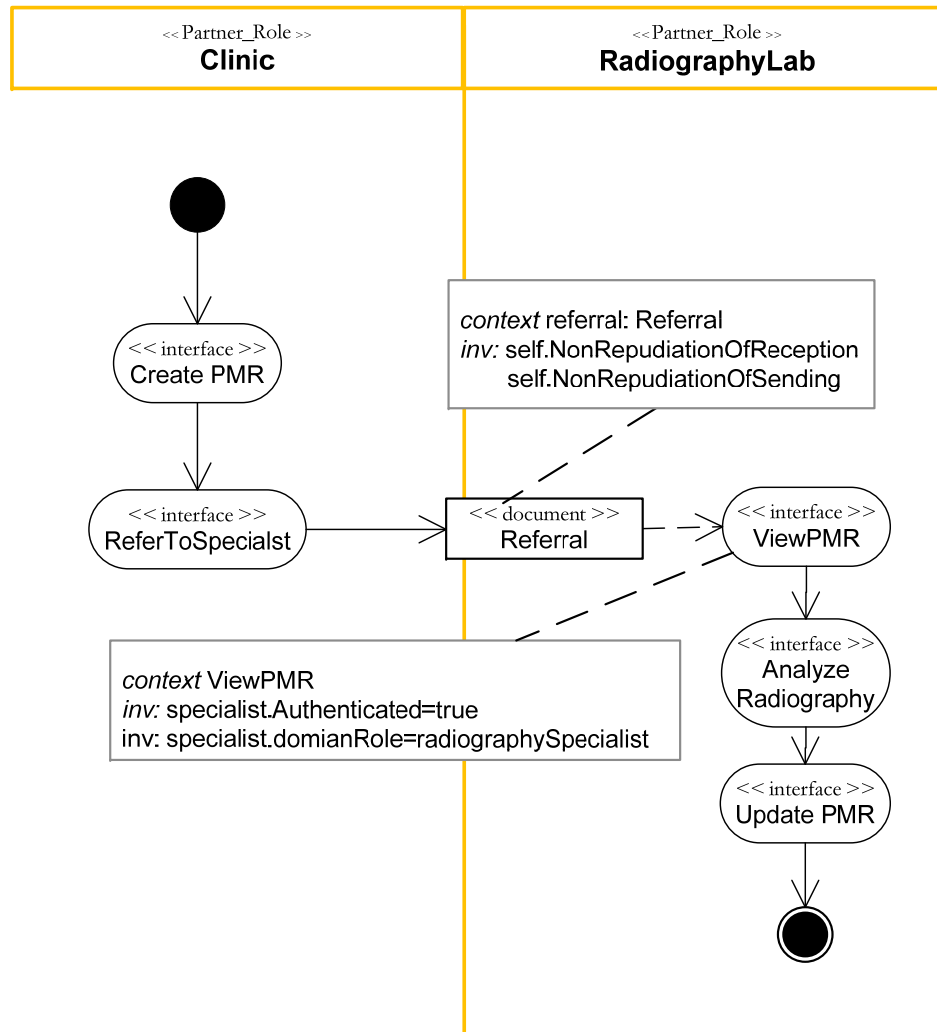 << Partner_Role >>
Clinic
<< Partner_Role >>
RadiographyLab
context referral: Referral
inv: self.NonRepudiationOfReception
self.NonRepudiationOfSending
<< interface >>
Create PMR
<< interface >>
ReferToSpecialst
<< document >>
Referral
<< interface >>
ViewPMR
context ViewPMR
inv: specialist.Authenticated=true
inv: specialist.domianRole=radiographySpecialist
<< interface >>
Analyze
Radiography
<< interface >>
Update PMR